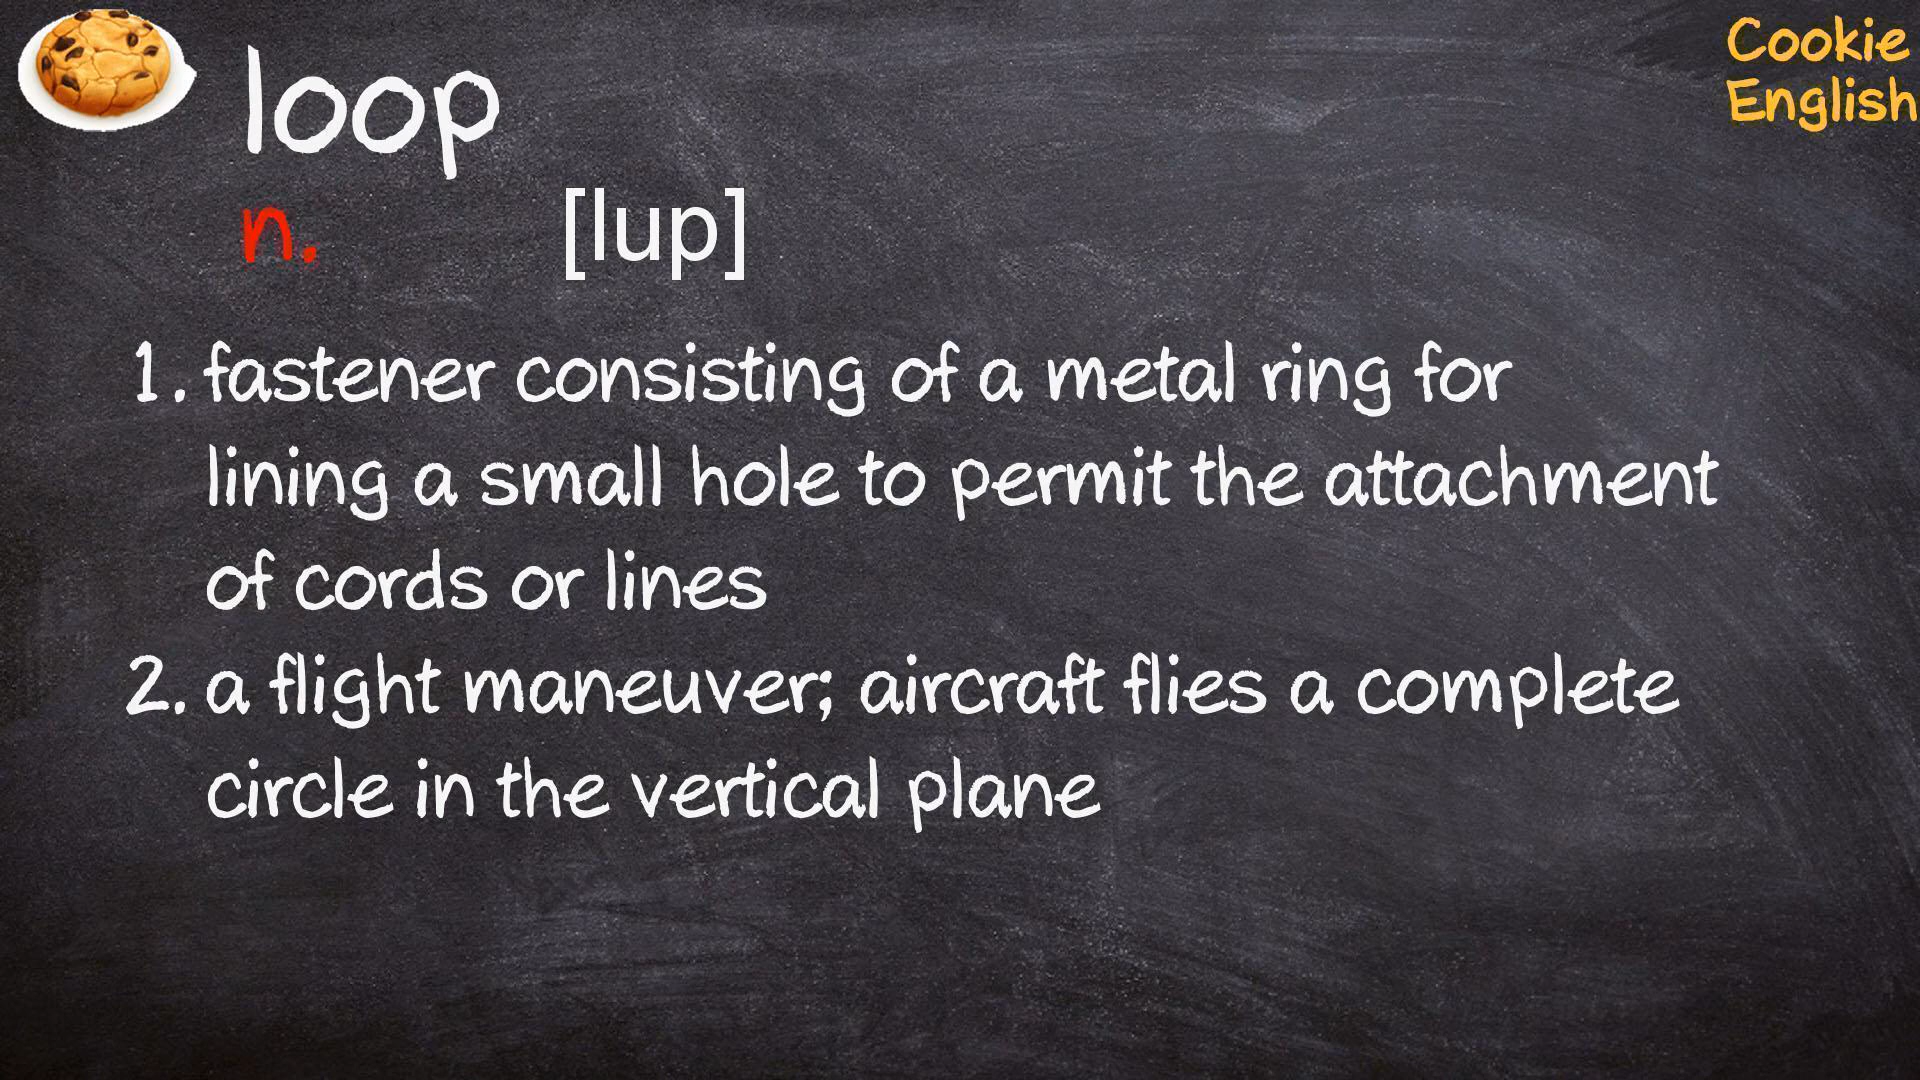 loop
Cookie
English
n. [lup]
1. fastener consisting of a metal ring for
lining a small hole to permit the attachment
of cords or lines
2. a flight maneuver; aircraft flies a complete
circle in the vertical plane